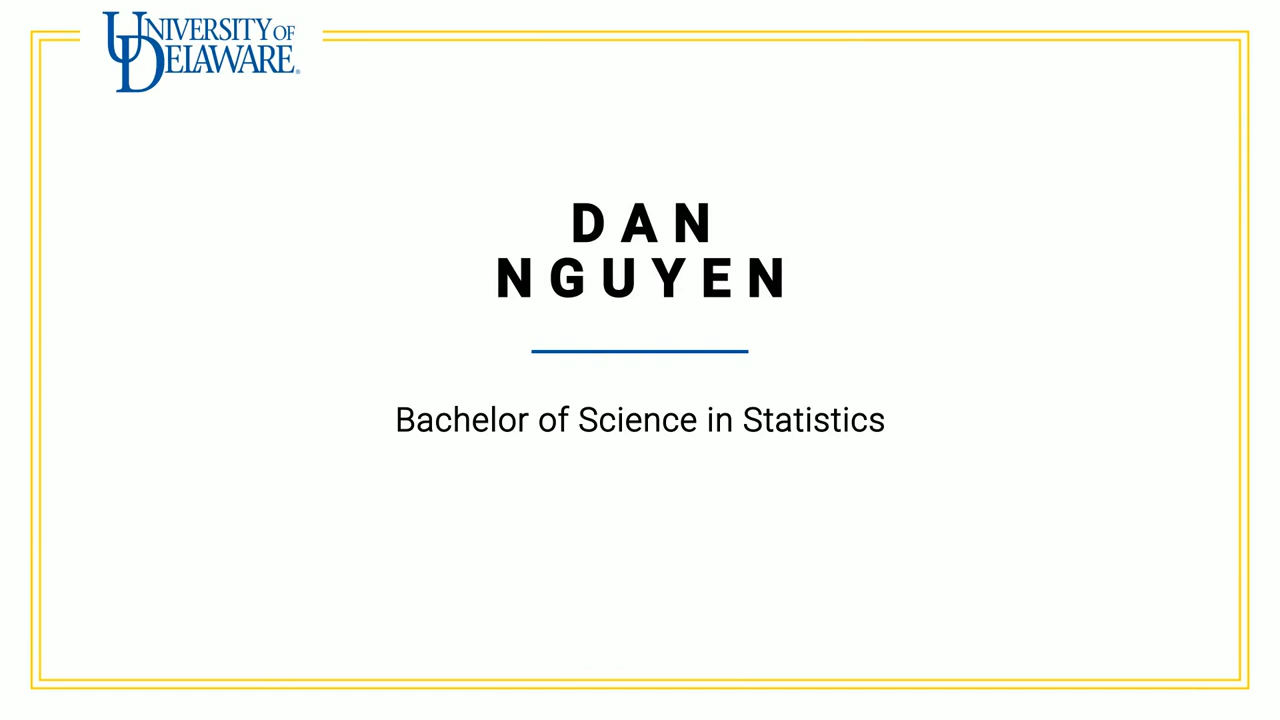 UNIVERSITY OF
DELAWARE®
DAN
NGUYEN
Bachelor of Science in Statistics